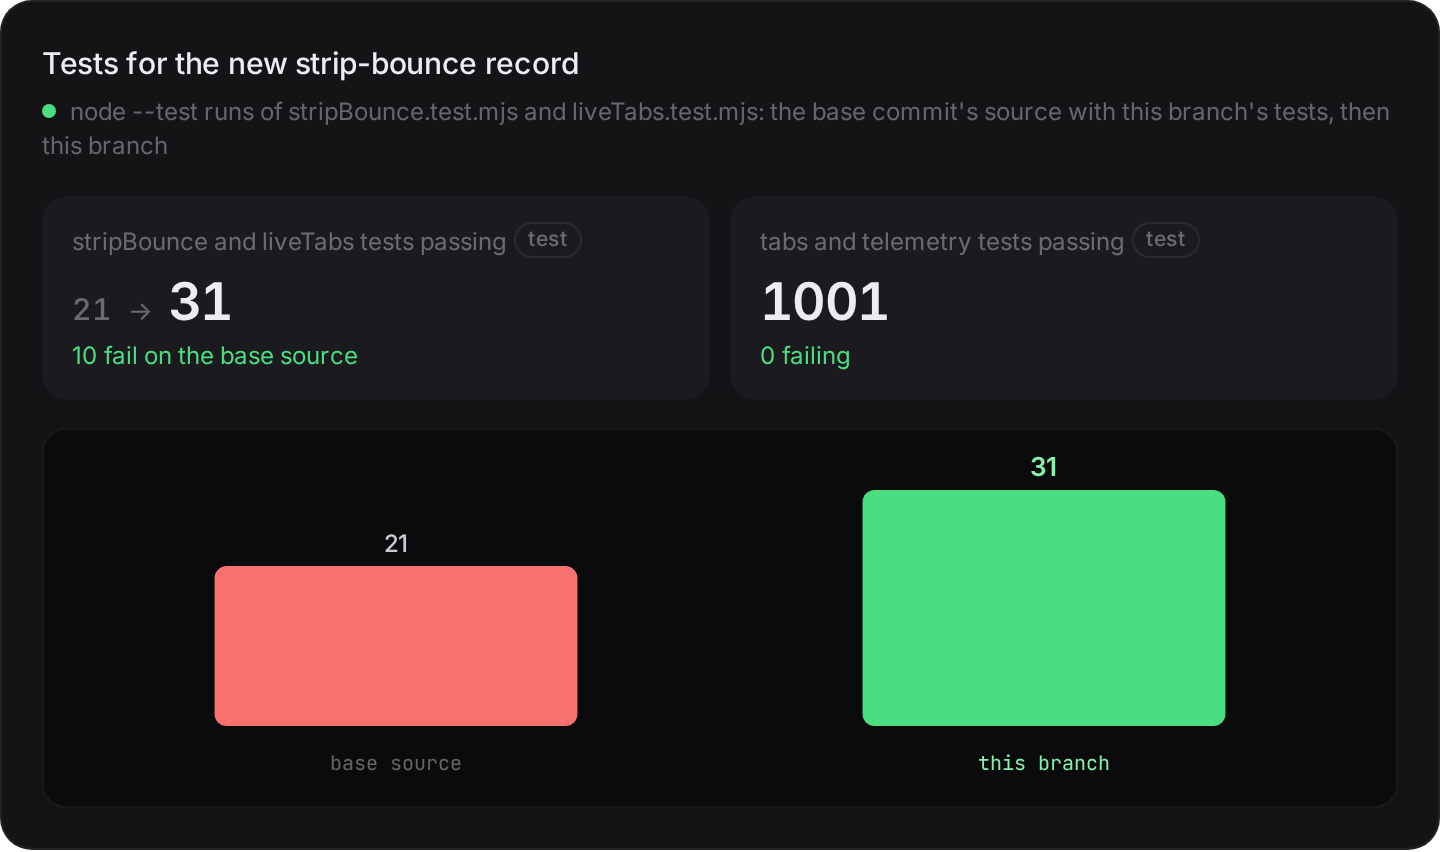 Tests for the new strip-bounce record
node --test runs of stripBounce.test.mjs and liveTabs.test.mjs: the base commit's source with this branch's tests, then
this branch
stripBounce and liveTabs tests passing test
21 → 31
10 fail on the base source
tabs and telemetry tests passing test
1001
0 failing
21
31
base source
this branch